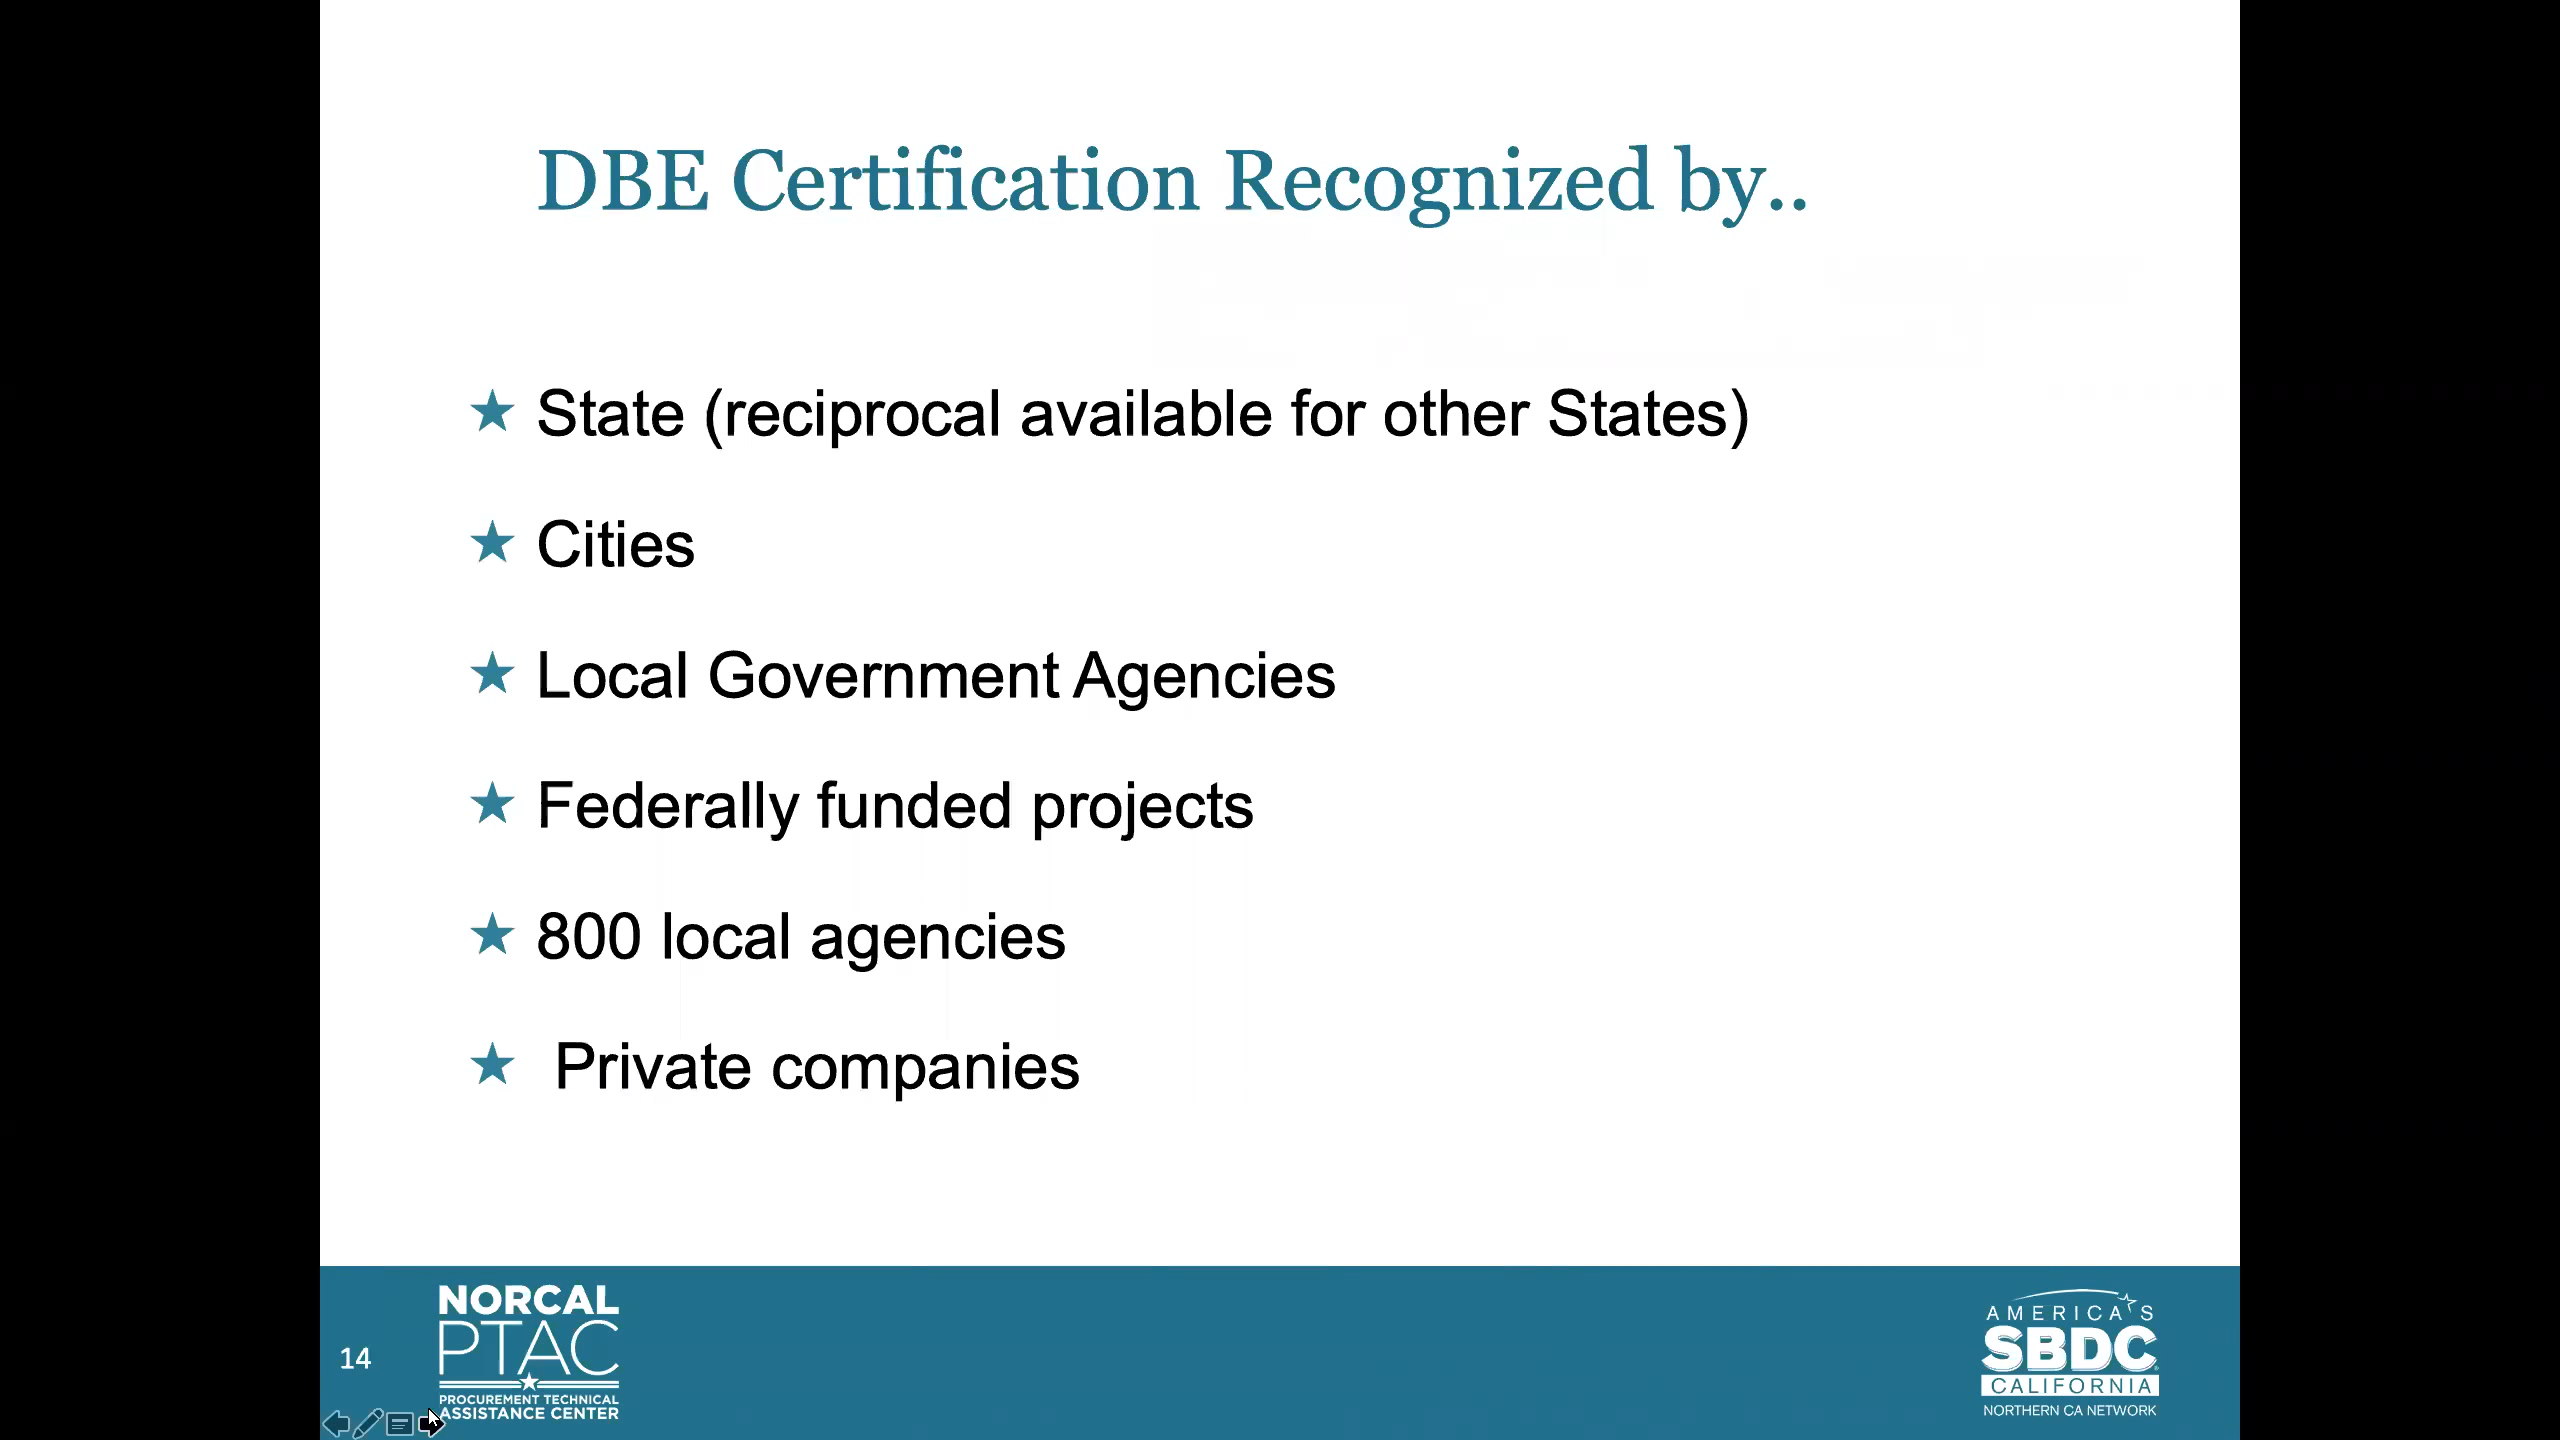 DBE Certification Recognized by..
★ State (reciprocal available for other States)
★ Cities
★ Local Government Agencies
★ Federally funded projects
★ 800 local agencies
★ Private companies
14
NORCAL
PTAC
PROCUREMENT TECHNICAL
ASSISTANCE CENTER
AMERICA'S
SBDC
CALIFORNIA
NORTHERN CA NETWORK